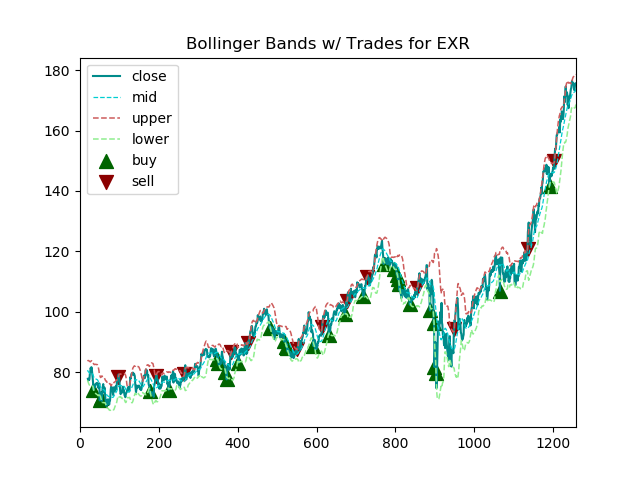 Bollinger Bands w/ Trades for EXR
180
160
140
120
100
80
close
mid
upper
lower
buy
sell
0 200 400 600 800 1000 1200